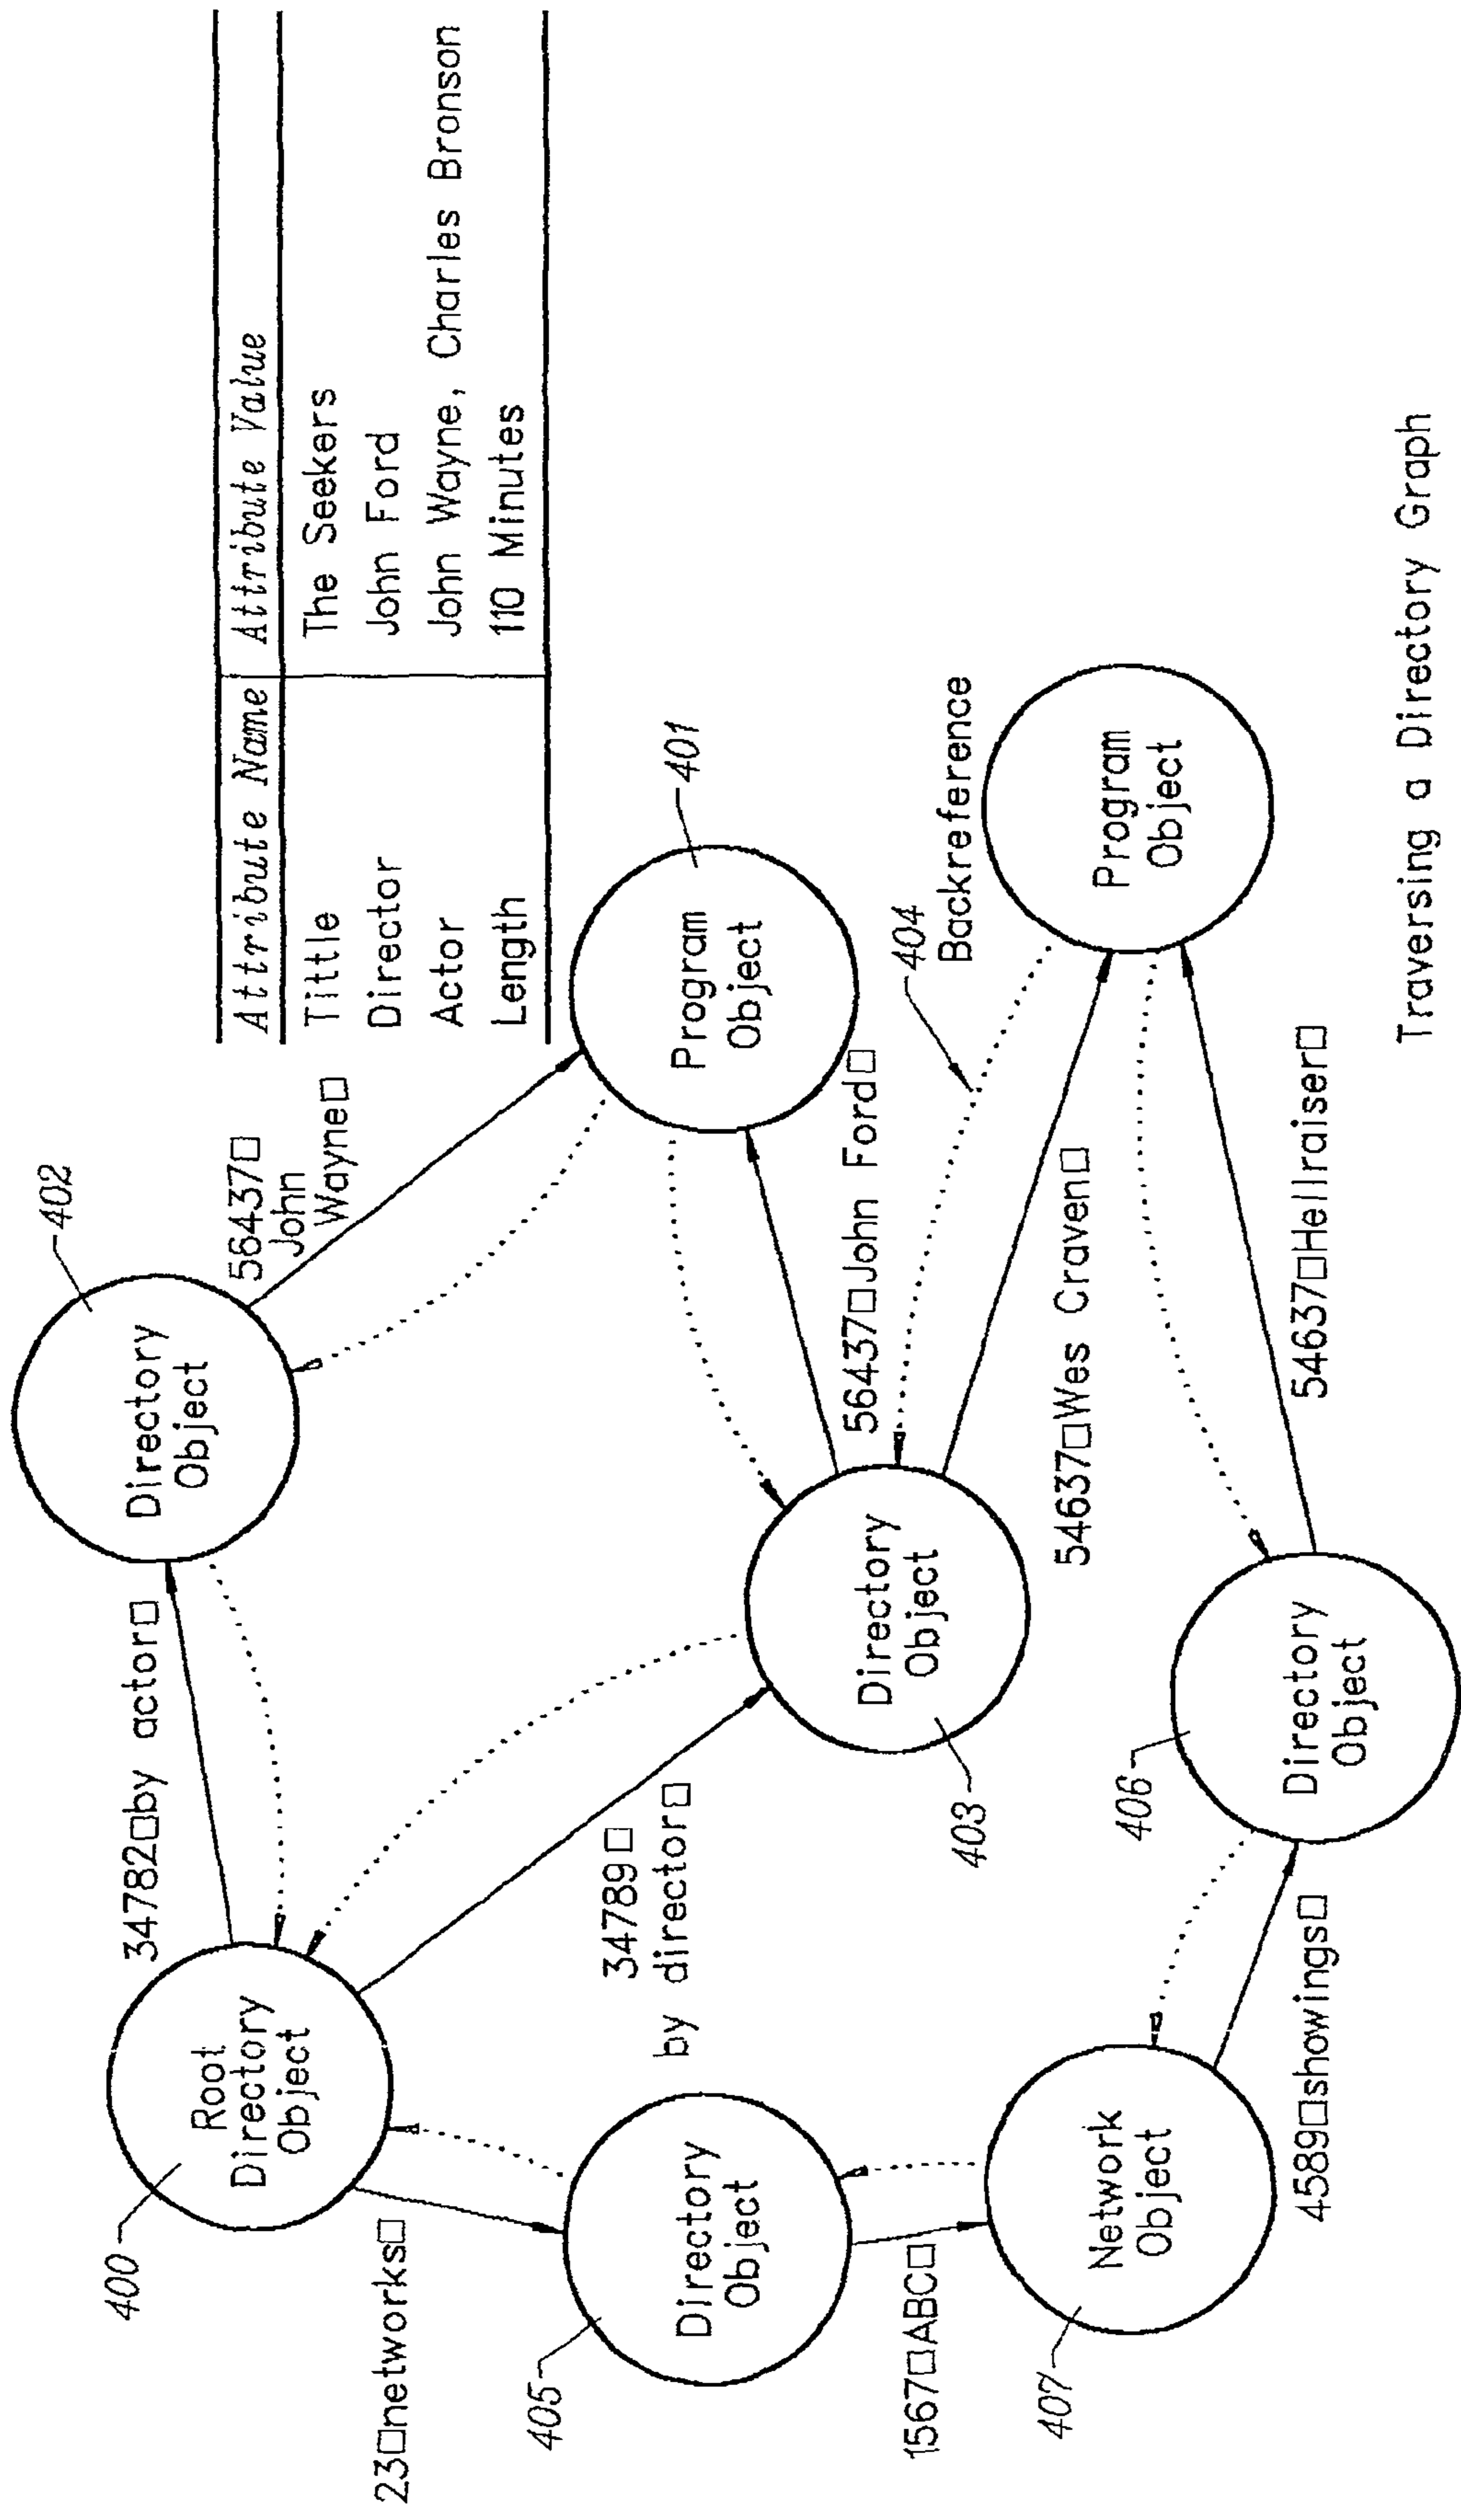 Attribute Name Attribute Value
Tittle The Seekers
Director John Ford
Actor John Wayne, Charles Bronson
Length 110 Minutes
402
Directory
Object
34782□by actor□
56437□
John
Wayne□
400
Root
Directory
Object
23□networks□
34789□
by director□
401
Program
Object
405
Directory
Object
Directory
Object
403
56437□John Ford□
404
Backreference
1567□ABC□
54637□Wes Craven□
Program
Object
407
Network
Object
406
Directory
Object
4589□showings□
54637□Hellraiser□
Traversing a Directory Graph